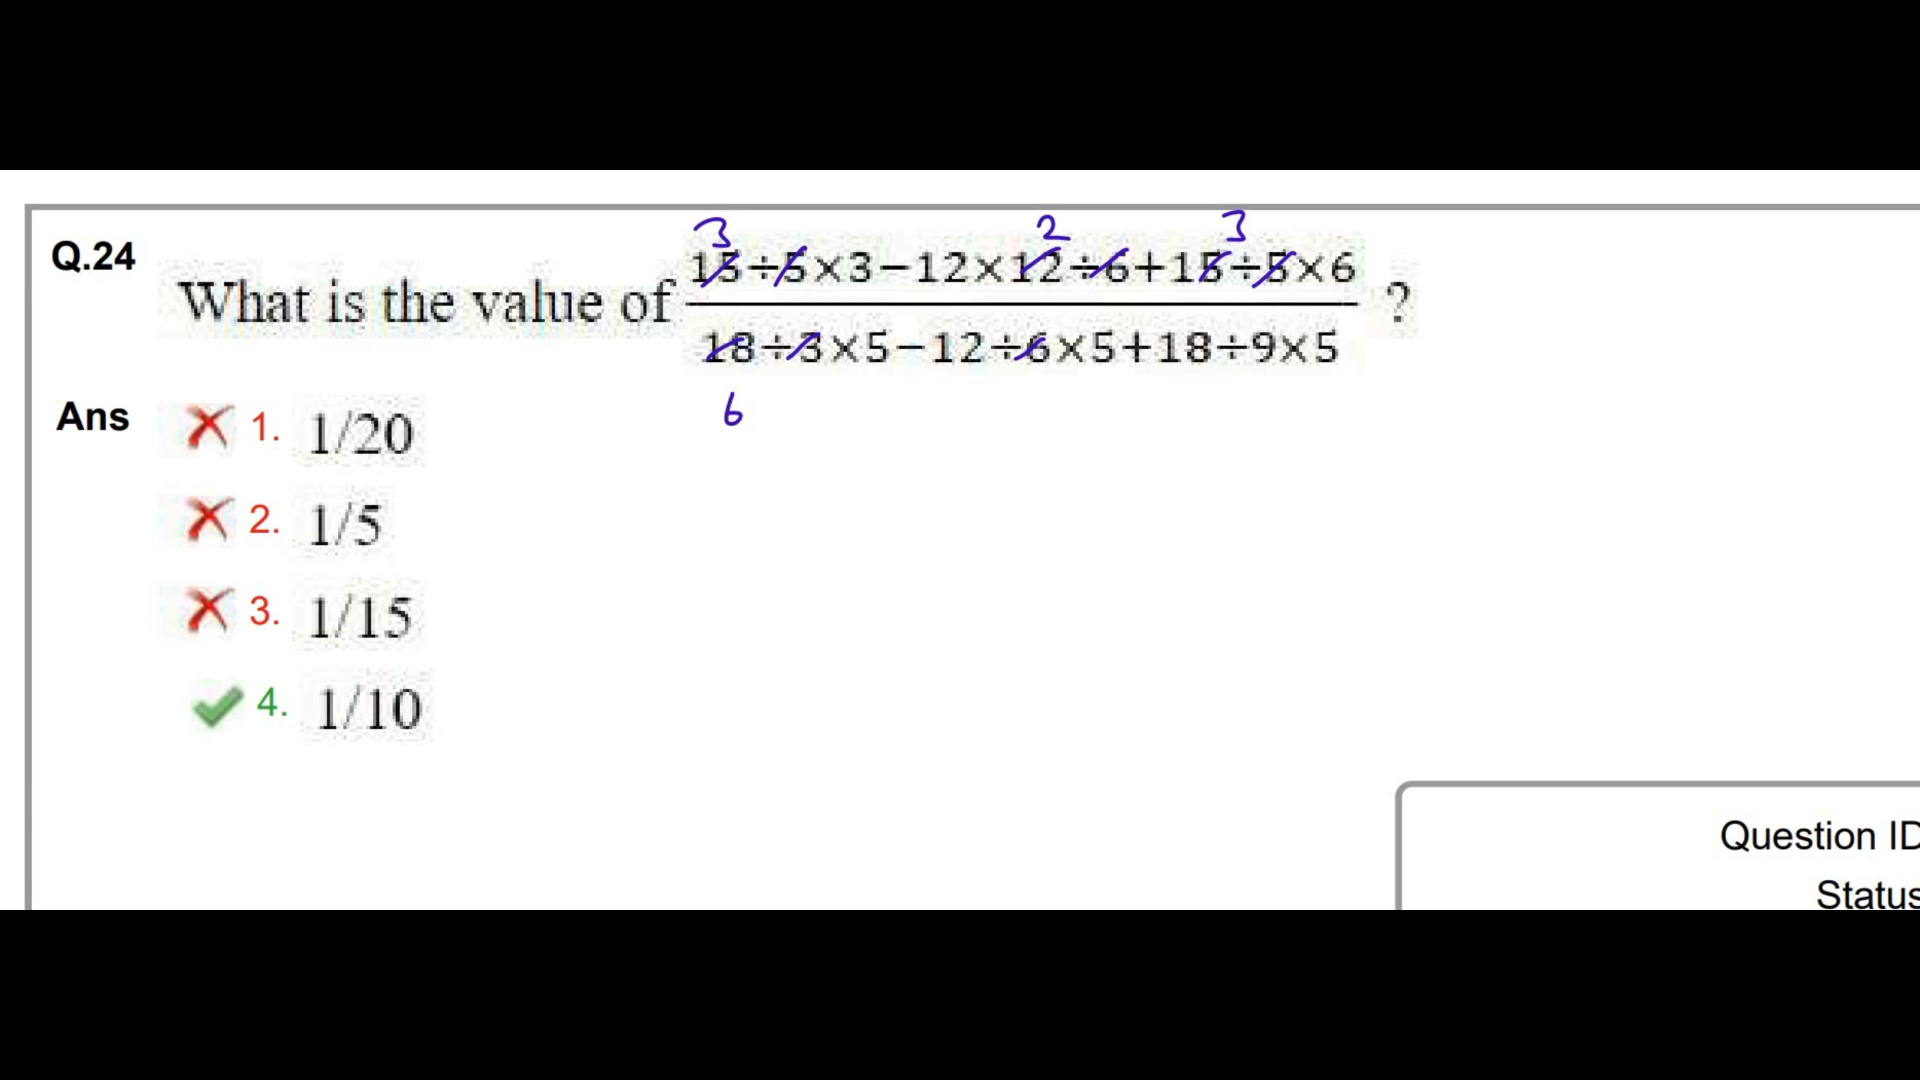 Q.24
3 2 3
What is the value of
15÷5×3−12×12÷6+15÷5×6
18÷3×5−12÷6×5+18÷9×5
?
6
Ans
1. 1/20
2. 1/5
3. 1/15
4. 1/10
Question ID
Status